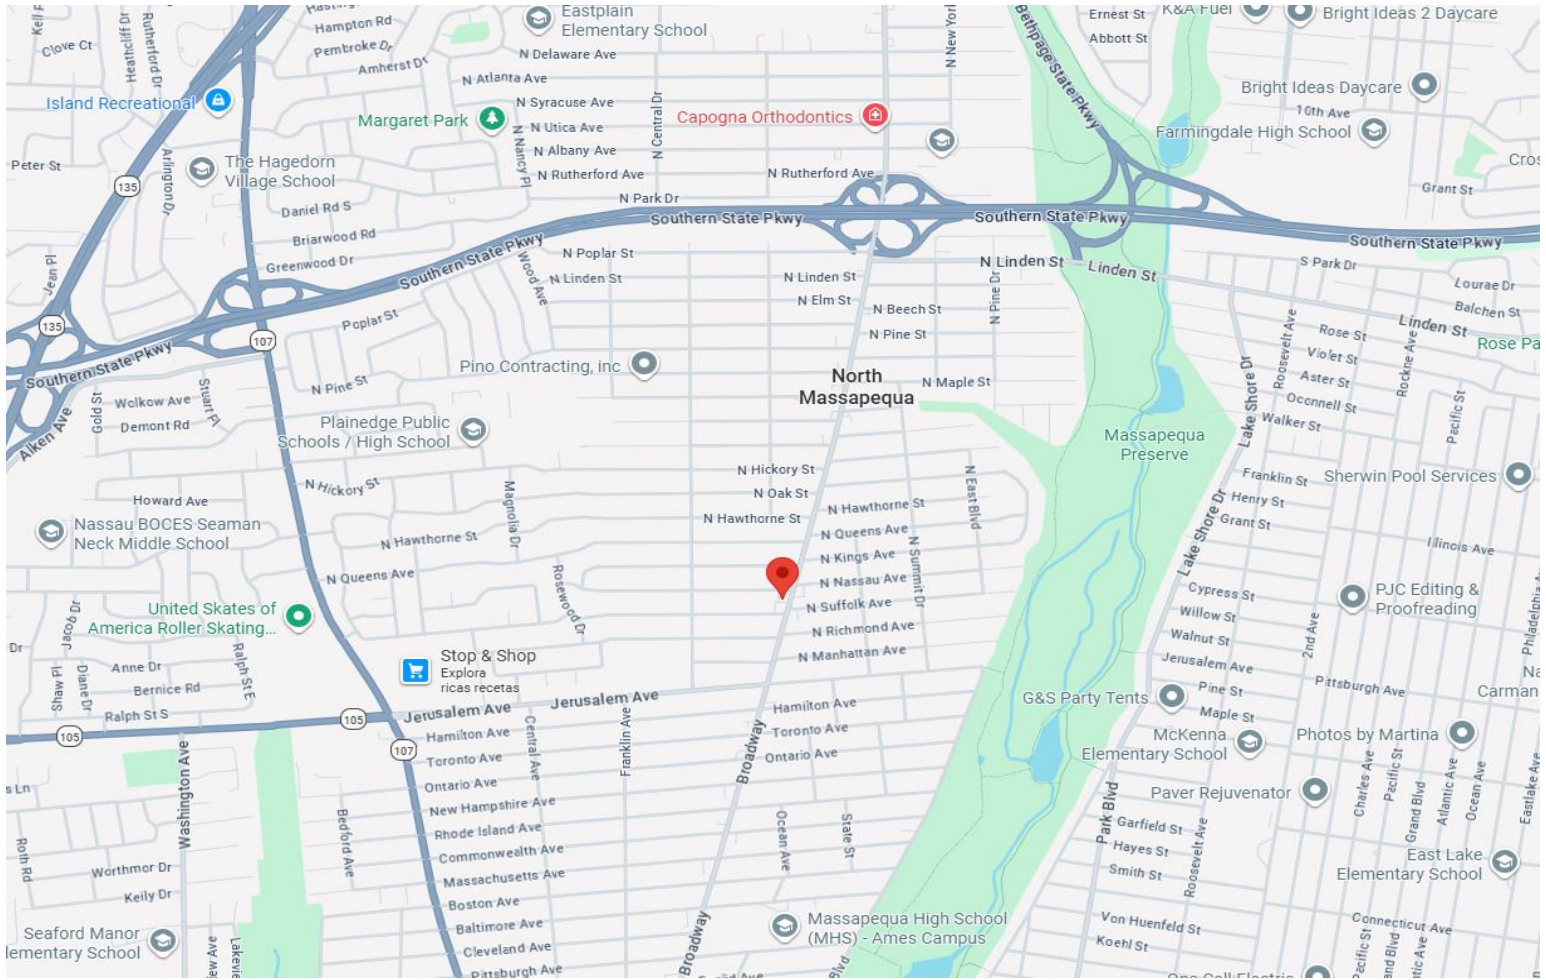 Clove Ct
Heathcliff Dr
Rutherford Dr
Hampton Rd
Pembroke Dr
Amherst Dr
Eastplain
Elementary School
N Delaware Ave
N Atlanta Ave
N Syracuse Ave
N Utica Ave
N Albany Ave
N Rutherford Ave
N Nancy Pl
N Central Dr
N Park Dr
Island Recreational
Margaret Park
Capogna Orthodontics
N Rutherford Ave
Bethpage State Pkwy
Ernest St
Abbott St
K&A Fuel
Bright Ideas 2 Daycare
Bright Ideas Daycare
10th Ave
Farmingdale High School
Grant St
Peter St
The Hagedorn
Village School
Arlington Dr
135
Daniel Rd S
Briarwood Rd
Greenwood Dr
Southern State Pkwy
Southern State Pkwy
Southern State Pkwy
Southern State Pkwy
Southern State Pkwy
Jean Pl
135
107
Poplar St
Wood Ave
N Poplar St
N Linden St
N Linden St
N Elm St
N Beech St
N Pine St
N Pine Dr
N Linden St
Linden St
S Park Dr
Lourae Dr
Balchen St
Linden St
Rose St
Violet St
Aster St
Oconnell St
Walker St
Roosevelt Ave
Rockne Ave
Pacific St
Lake Shore Dr
Aiken Ave
Gold St
Wolkow Ave
Demont Rd
Stuart Pl
N Pine St
Pino Contracting, inc
Plainedge Public
Schools / High School
North
Massapequa
N Maple St
Massapequa
Preserve
N Hickory St
N Oak St
N Hawthorne St
N Hickory St
Magnolia Dr
Howard Ave
Nassau BOCES Seaman
Neck Middle School
N Hawthorne St
N Queens Ave
Rosewood Dr
N Hawthorne St
N Queens Ave
N Kings Ave
N Nassau Ave
N Suffolk Ave
N Richmond Ave
N Manhattan Ave
N Summit Dr
N East Blvd
Franklin St
Henry St
Grant St
Lake Shore Dr
Sherwin Pool Services
Illinois Ave
PJC Editing &
Proofreading
Cypress St
Willow St
Walnut St
Jerusalem Ave
Pine St
Maple St
2nd Ave
Pittsburgh Ave
United Skates of
America Roller Skating...
Jacob Dr
Shaw Pl
Diane Dr
Anne Dr
Bernice Rd
Ralph St S
Ralph St E
Stop & Shop
Explora
ricas recetas
105
105
107
Jerusalem Ave
Jerusalem Ave
Hamilton Ave
Toronto Ave
Ontario Ave
New Hampshire Ave
Rhode Island Ave
Commonwealth Ave
Massachusetts Ave
Boston Ave
Baltimore Ave
Cleveland Ave
Pittsburgh Ave
Central Ave
Franklin Ave
Broadway
Broadway
Hamilton Ave
Toronto Ave
Ontario Ave
Ocean Ave
State St
Massapequa High School
(MHS) - Ames Campus
G&S Party Tents
McKenna
Elementary School
Paver Rejuvenator
Photos by Martina
Park Blvd
Garfield St
Hayes St
Smith St
Roosevelt Ave
Von Huenfeld St
Koehl St
Charles Ave
Pacific St
Grand Blvd
Atlantic Ave
Ocean Ave
Eastlake Ave
East Lake
Elementary School
Connecticut Ave
Washington Ave
Bedford Ave
Roth Rd
Worthmor Dr
Keily Dr
Seaford Manor